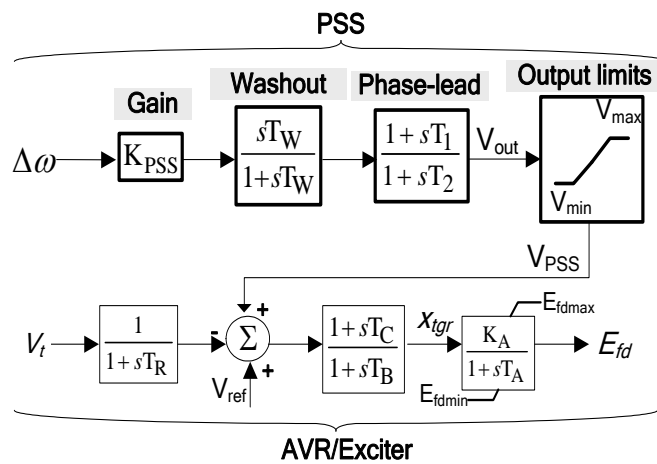 PSS
Gain
Washout
Phase-lead
Output limits
Δω
K_PSS
sT_W
1+sT_W
1+sT_1
1+sT_2
V_out
V_max
V_min
V_PSS
V_t
1
1+sT_R
-
+
Σ
+
V_ref
1+sT_C
1+sT_B
x_tgr
E_fdmax
K_A
1+sT_A
E_fdmin
E_fd
AVR/Exciter